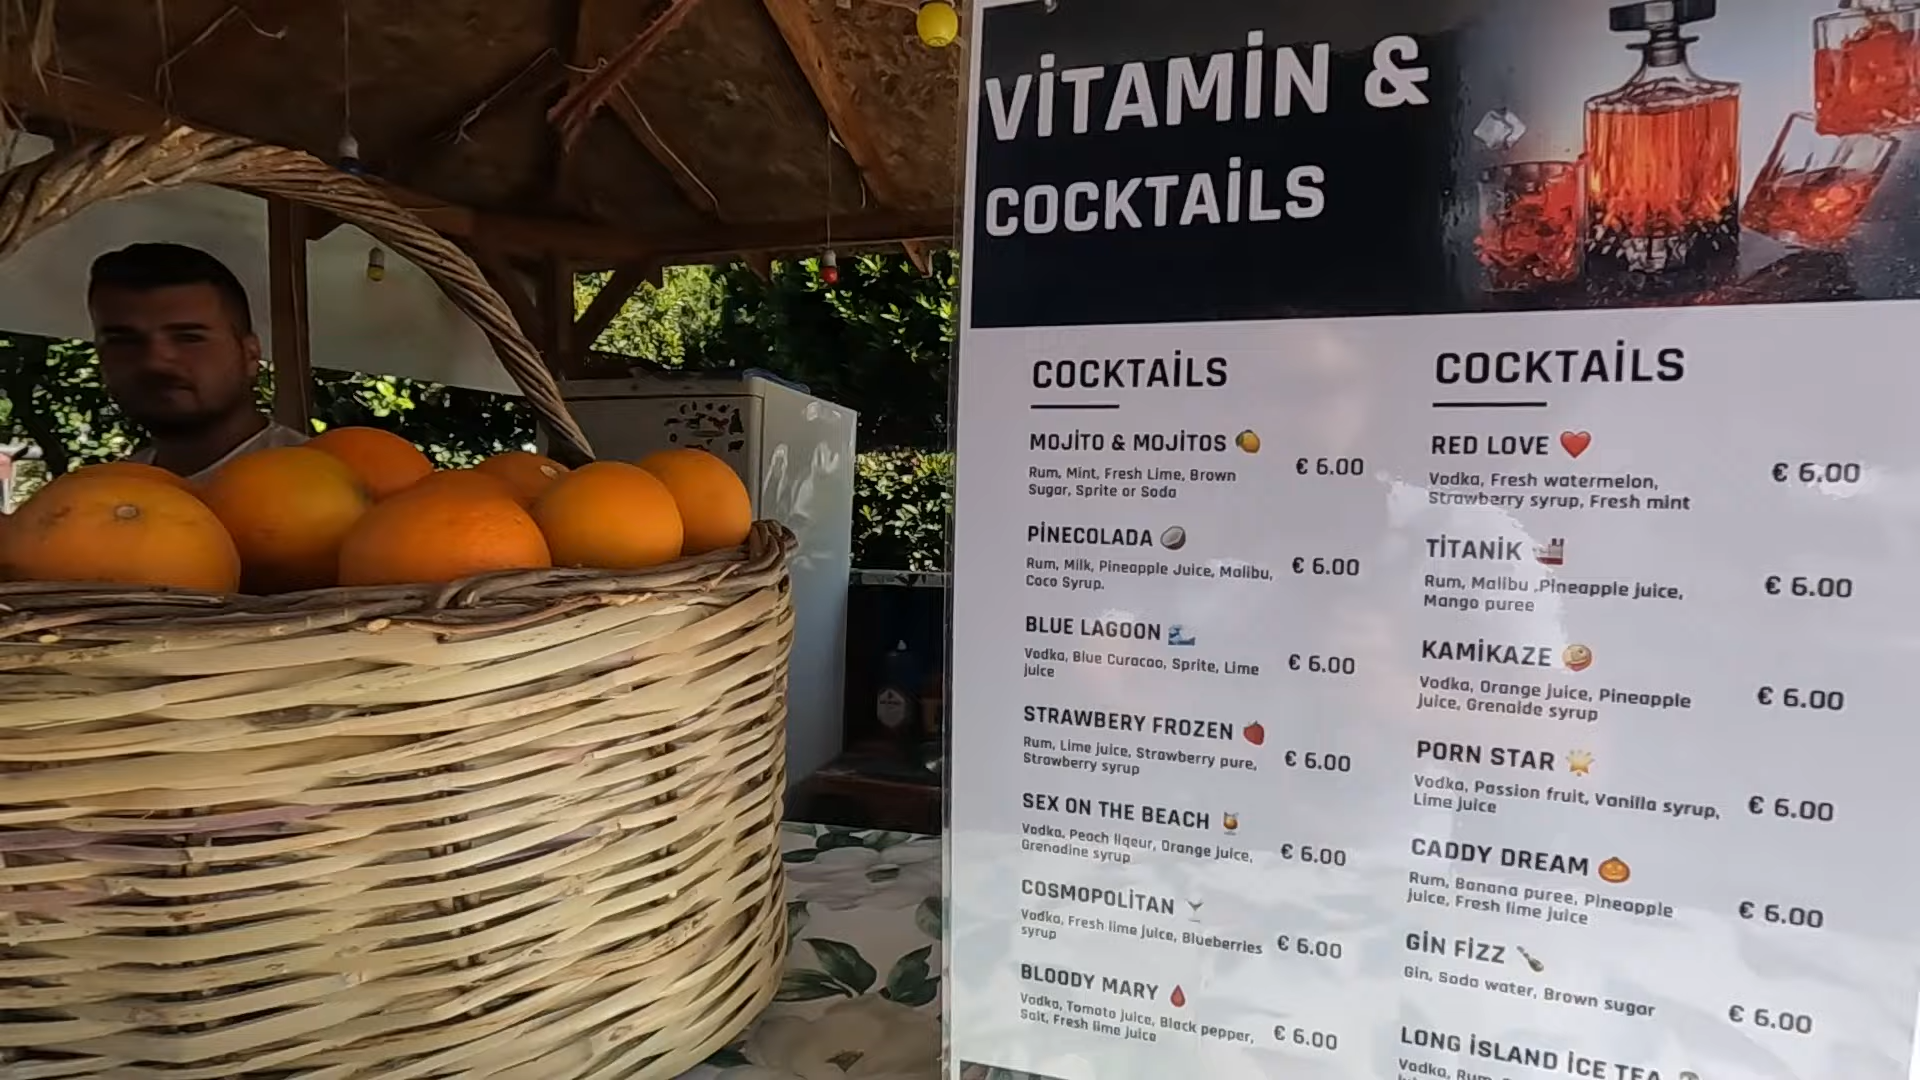 VİTAMİN &
COCKTAİLS
COCKTAİLS
MOJİTO & MOJİTOS
Rum, Mint, Fresh Lime, Brown
Sugar, Sprite or Soda
€ 6.00
PİNECOLADA
Rum, Milk, Pineapple Juice, Malibu,
Coco Syrup.
€ 6.00
BLUE LAGOON
Vodka, Blue Curacao, Sprite, Lime
juice
€ 6.00
STRAWBERY FROZEN
Rum, Lime juice, Strawberry pure,
Strawberry syrup
€ 6.00
SEX ON THE BEACH
Vodka, Peach liqeur, Orange juice,
Grenadine syrup
€ 6.00
COSMOPOLİTAN
Vodka, Fresh lime juice, Blueberries
syrup
€ 6.00
BLOODY MARY
Vodka, Tomato juice, Black pepper,
Salt, Fresh lime juice
€ 6.00
COCKTAİLS
RED LOVE
Vodka, Fresh watermelon,
Strawberry syrup, Fresh mint
€ 6.00
TİTANİK
Rum, Malibu ,Pineapple juice,
Mango puree
€ 6.00
KAMİKAZE
Vodka, Orange juice, Pineapple
juice, Grenaide syrup
€ 6.00
PORN STAR
Vodka, Passion fruit, Vanilla syrup,
Lime juice
€ 6.00
CADDY DREAM
Rum, Banana puree, Pineapple
juice, Fresh lime juice
€ 6.00
GİN FİZZ
Gin, Soda water, Brown sugar
€ 6.00
LONG İSLAND İCE TEA
Vodka, Rum